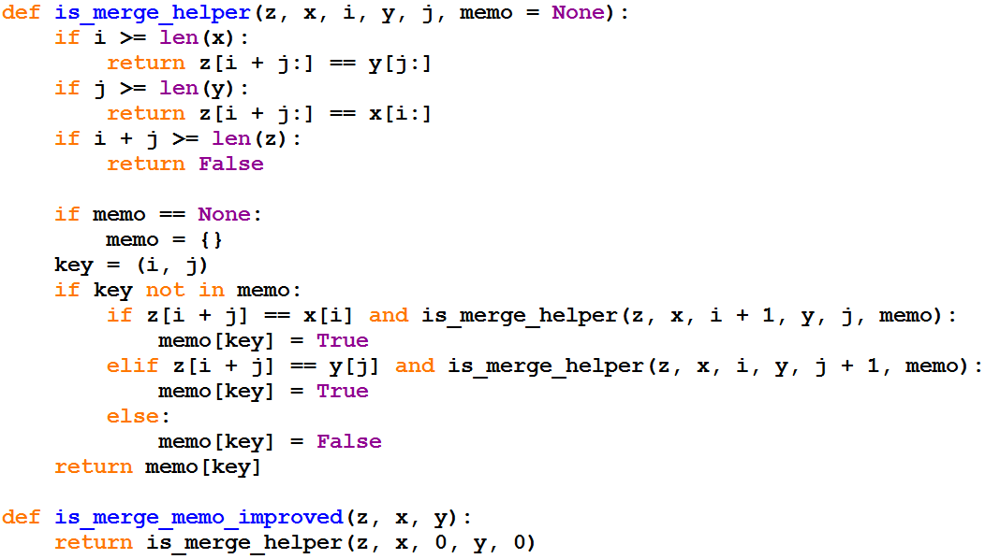 def is_merge_helper(z, x, i, y, j, memo = None):
    if i >= len(x):
        return z[i + j:] == y[j:]
    if j >= len(y):
        return z[i + j:] == x[i:]
    if i + j >= len(z):
        return False

    if memo == None:
        memo = {}
    key = (i, j)
    if key not in memo:
        if z[i + j] == x[i] and is_merge_helper(z, x, i + 1, y, j, memo):
            memo[key] = True
        elif z[i + j] == y[j] and is_merge_helper(z, x, i, y, j + 1, memo):
            memo[key] = True
        else:
            memo[key] = False
    return memo[key]

def is_merge_memo_improved(z, x, y):
    return is_merge_helper(z, x, 0, y, 0)